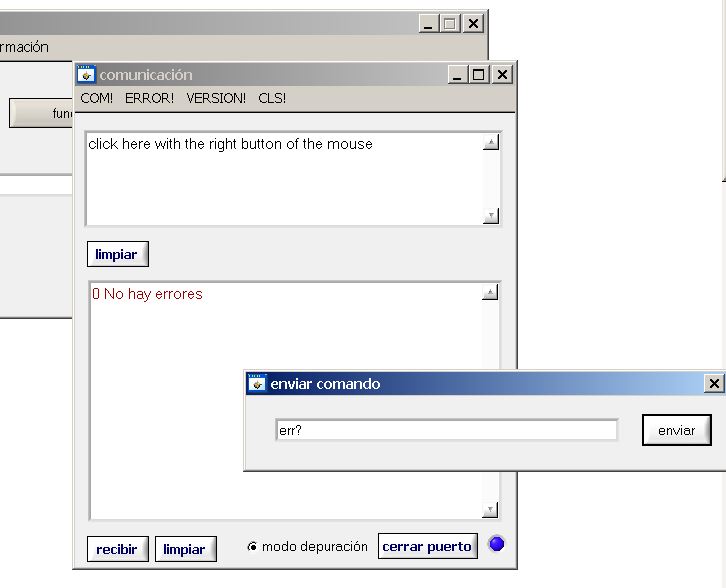 rmación
func
comunicación
COM! ERROR! VERSION! CLS!
click here with the right button of the mouse
limpiar
0 No hay errores
enviar comando
err?
enviar
recibir
limpiar
modo depuración
cerrar puerto